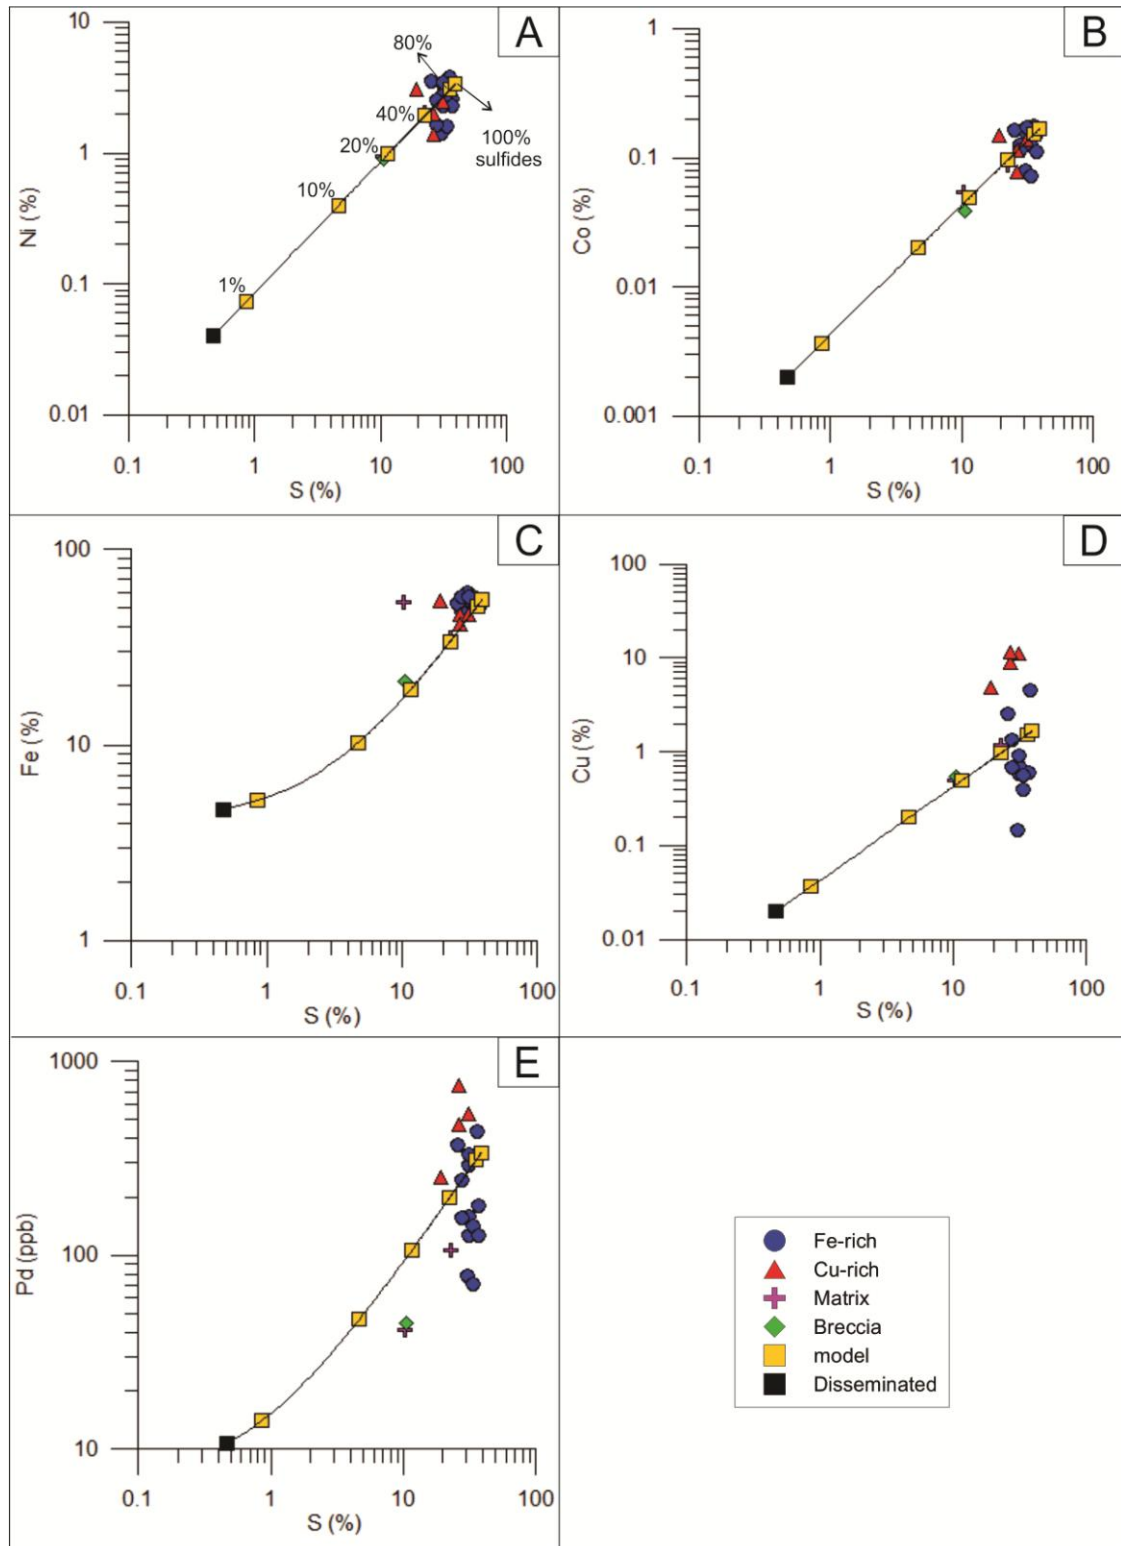 A
10
1
0.1
0.01
Ni (%)
80%
40%
100%
sulfides
20%
10%
1%
0.1 1 10 100
S (%)
B
1
0.1
0.01
0.001
Co (%)
0.1 1 10 100
S (%)
C
100
10
1
Fe (%)
0.1 1 10 100
S (%)
D
100
10
1
0.1
0.01
Cu (%)
0.1 1 10 100
S (%)
E
1000
100
10
Pd (ppb)
0.1 1 10 100
S (%)
Fe-rich
Cu-rich
Matrix
Breccia
model
Disseminated